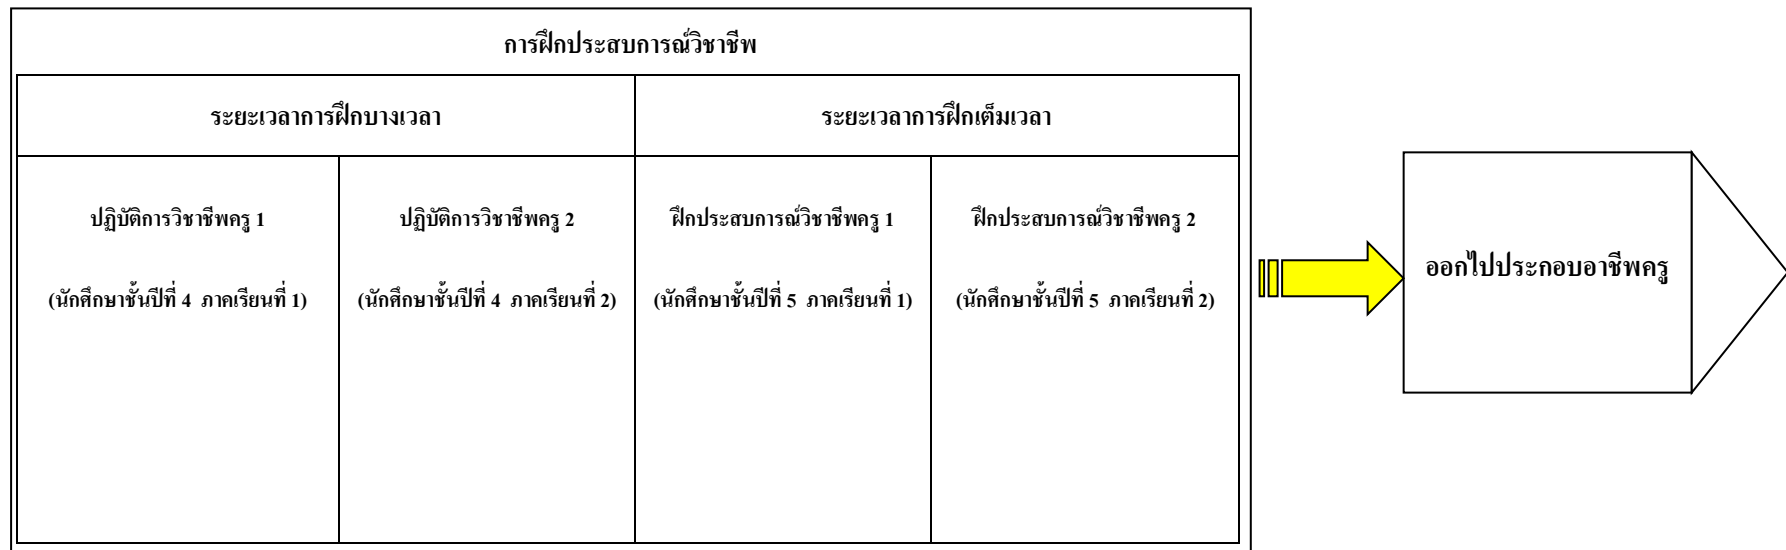 การฝึกประสบการณ์วิชาชีพ
ระยะเวลาการฝึกบางเวลา
ระยะเวลาการฝึกเต็มเวลา
ปฏิบัติการวิชาชีพครู 1
(นักศึกษาชั้นปีที่ 4 ภาคเรียนที่ 1)
ปฏิบัติการวิชาชีพครู 2
(นักศึกษาชั้นปีที่ 4 ภาคเรียนที่ 2)
ฝึกประสบการณ์วิชาชีพครู 1
(นักศึกษาชั้นปีที่ 5 ภาคเรียนที่ 1)
ฝึกประสบการณ์วิชาชีพครู 2
(นักศึกษาชั้นปีที่ 5 ภาคเรียนที่ 2)
ออกไปประกอบอาชีพครู